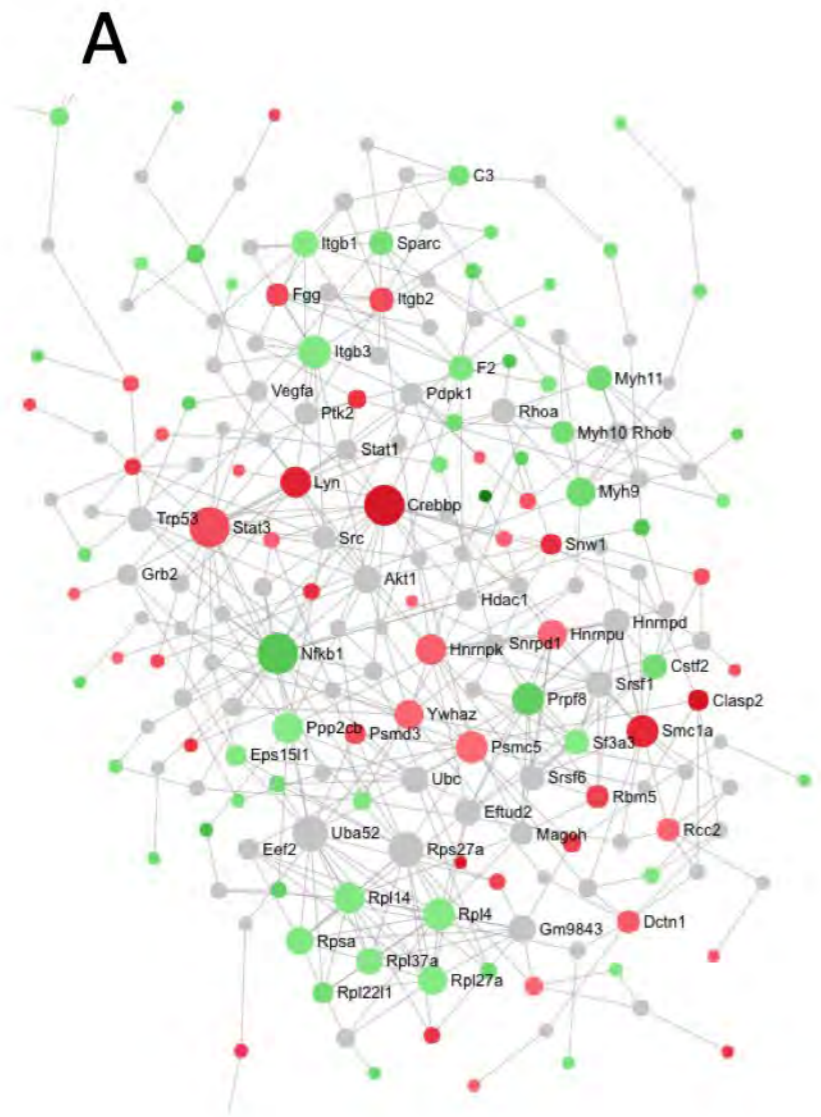 A
C3
Itgb1
Sparc
Fgg
Itgb2
Itgb3
F2
Myh11
Vegfa
Pdpk1
Ptk2
Rhoa
Myh10 Rhob
Stat1
Lyn
Myh9
Crebbp
Trp53
Stat3
Src
Snw1
Grb2
Akt1
Hdac1
Hnrnpd
Hnrnpu
Snrpd1
Hnrnpk
Nfkb1
Cstf2
Srsf1
Prpf8
Clasp2
Ywhaz
Ppp2cb
Psmd3
Smc1a
Sf3a3
Psmc5
Eps15l1
Ubc
Srsf6
Rbm5
Eftud2
Rcc2
Uba52
Magoh
Eef2
Rps27a
Rpl14
Rpl4
Dctn1
Gm9843
Rpsa
Rpl37a
Rpl27a
Rpl22l1